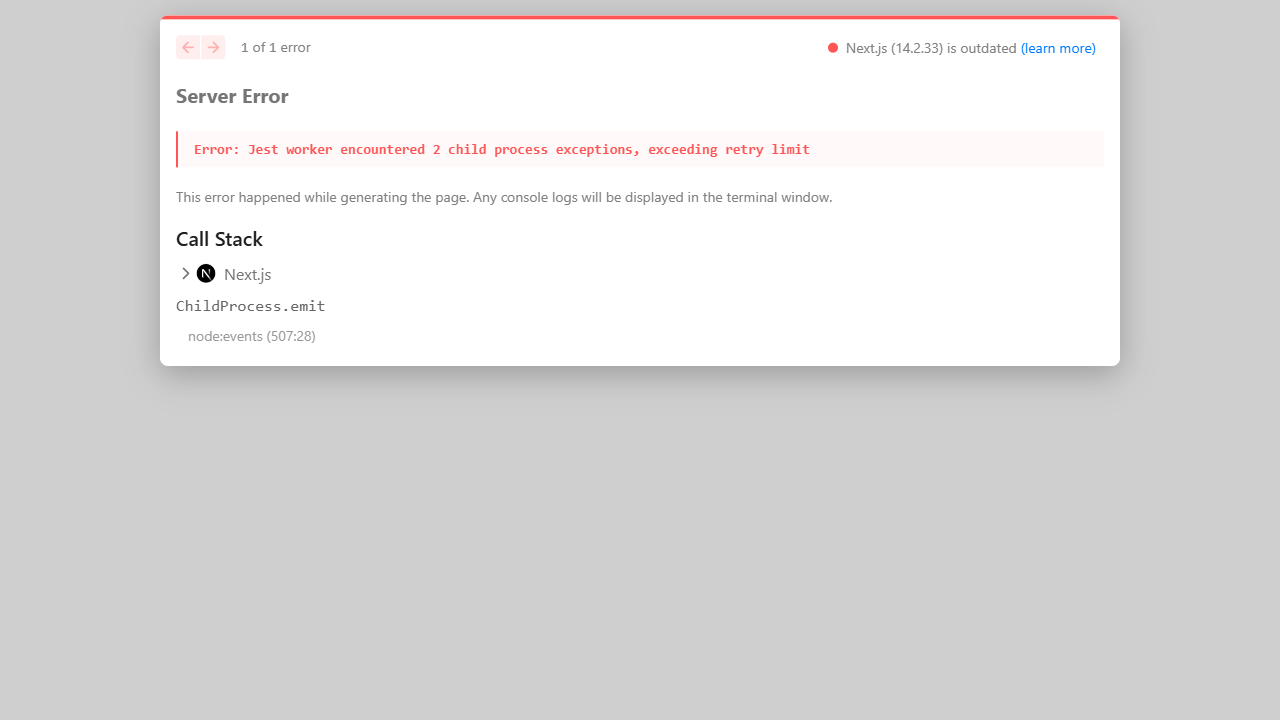 1 of 1 error
Next.js (14.2.33) is outdated (learn more)
Server Error
Error: Jest worker encountered 2 child process exceptions, exceeding retry limit
This error happened while generating the page. Any console logs will be displayed in the terminal window.
Call Stack
Next.js
ChildProcess.emit
node:events (507:28)